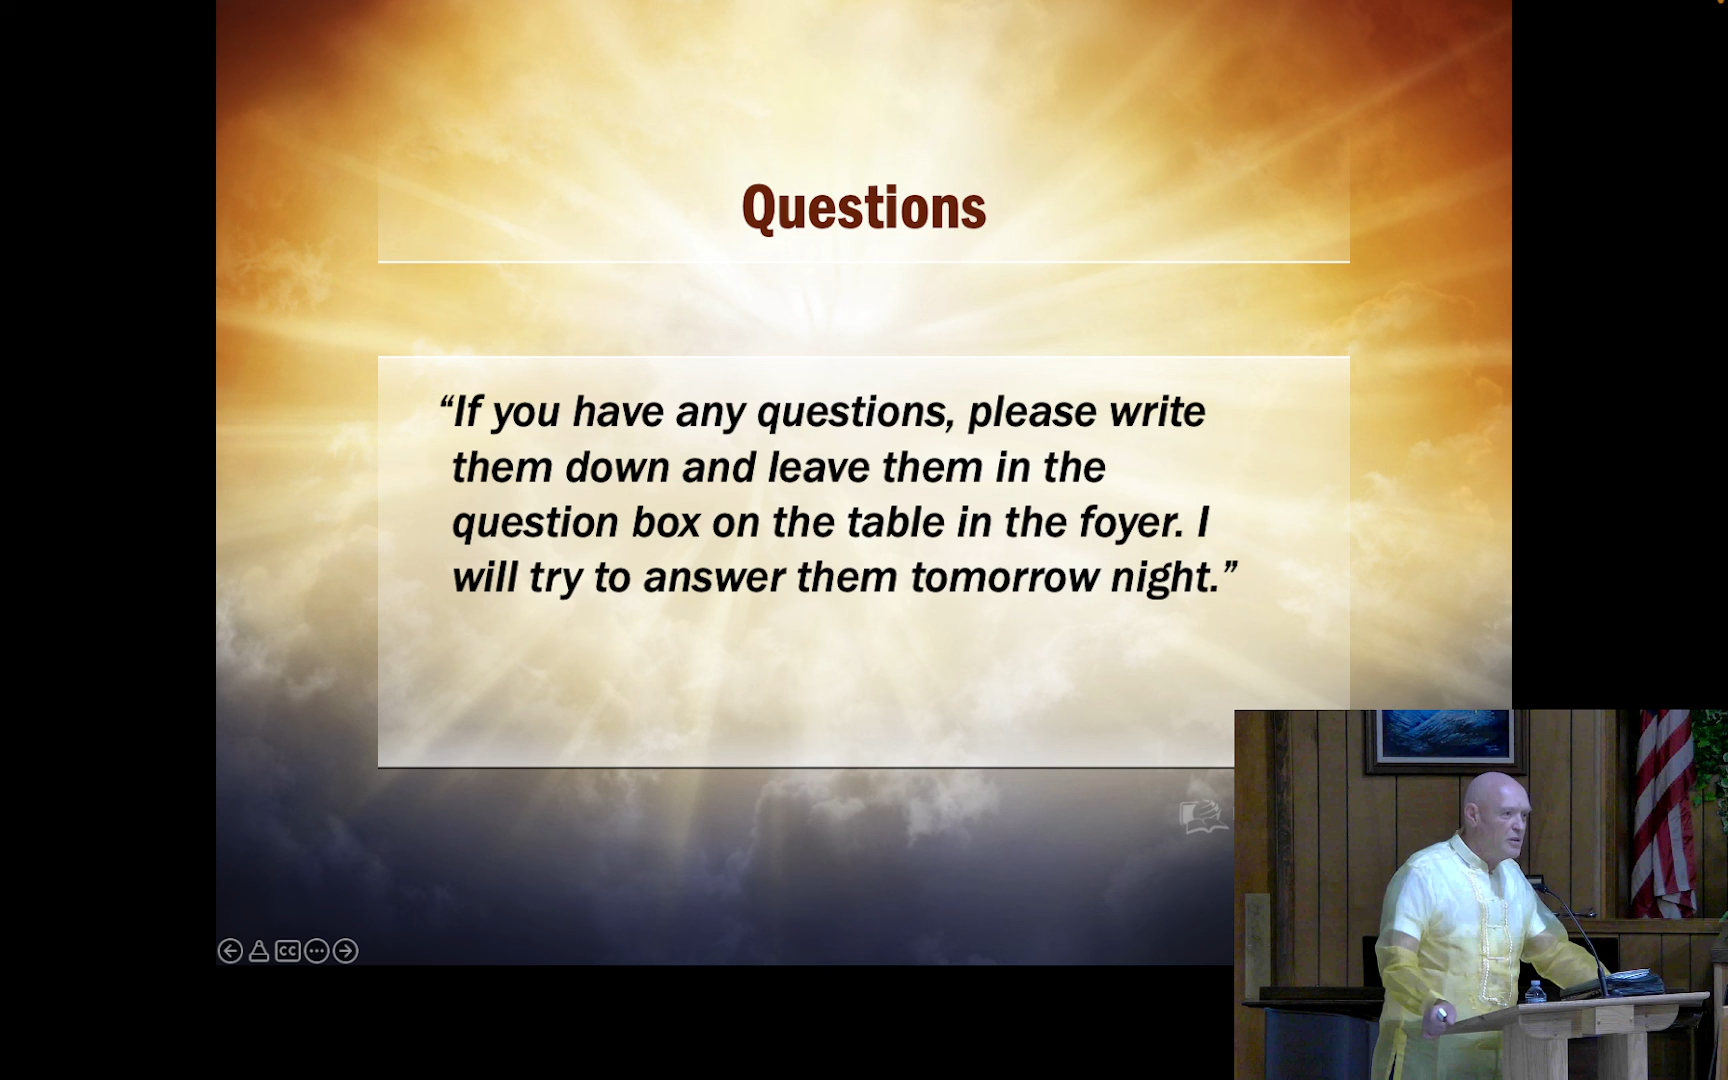 Questions
“If you have any questions, please write
them down and leave them in the
question box on the table in the foyer. I
will try to answer them tomorrow night.”
CC